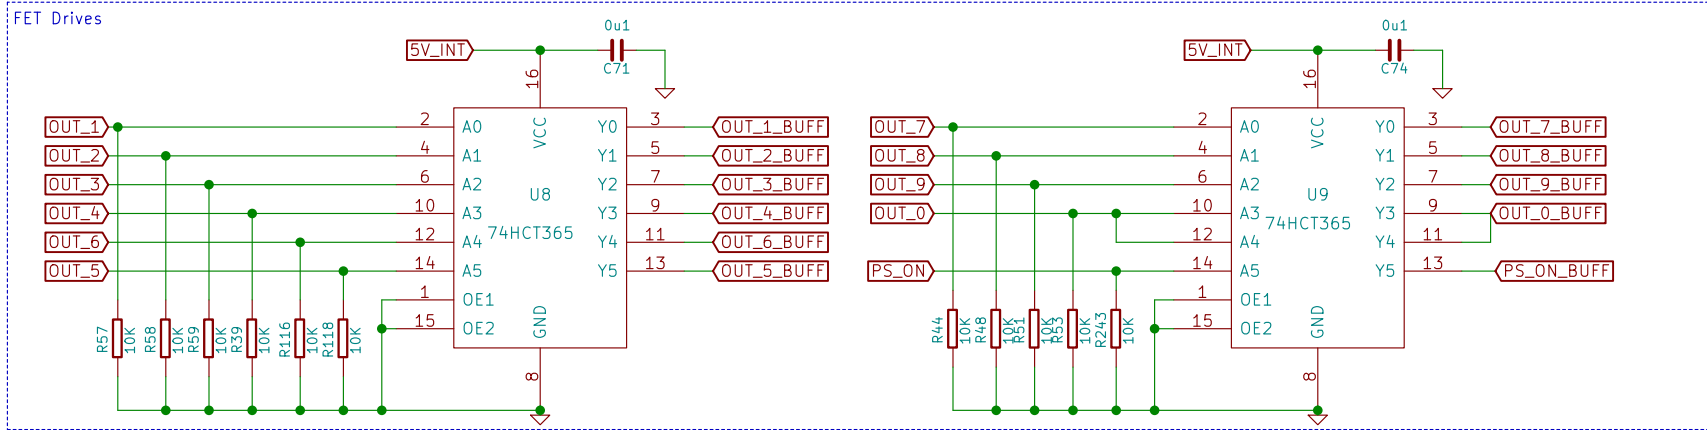 FET Drives
0u1
5V_INT
C71
16
VCC
OUT_1 2 A0 Y0 3 OUT_1_BUFF
OUT_2 4 A1 Y1 5 OUT_2_BUFF
OUT_3 6 A2 Y2 7 OUT_3_BUFF
U8
OUT_4 10 A3 Y3 9 OUT_4_BUFF
74HCT365
OUT_6 12 A4 Y4 11 OUT_6_BUFF
OUT_5 14 A5 Y5 13 OUT_5_BUFF
1 OE1
15 OE2
GND
8
R57 10K
R58 10K
R59 10K
R39 10K
R116 10K
R118 10K
0u1
5V_INT
C74
16
VCC
OUT_7 2 A0 Y0 3 OUT_7_BUFF
OUT_8 4 A1 Y1 5 OUT_8_BUFF
OUT_9 6 A2 Y2 7 OUT_9_BUFF
U9
OUT_0 10 A3 Y3 9 OUT_0_BUFF
74HCT365
12 A4 Y4 11
PS_ON 14 A5 Y5 13 PS_ON_BUFF
1 OE1
15 OE2
GND
8
R44 10K
R48 10K
R51 10K
R53 10K
R243 10K